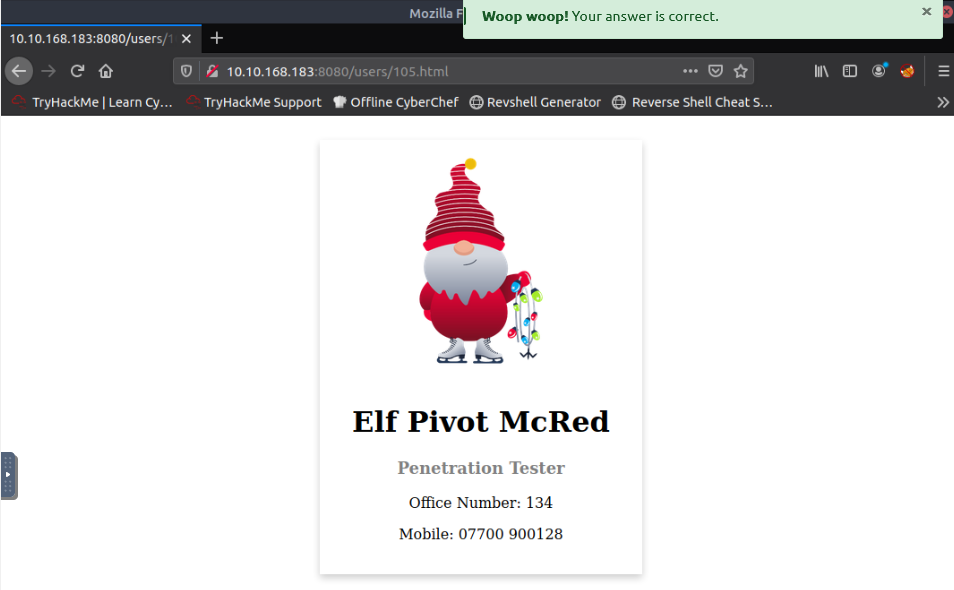 Mozilla F
Woop woop! Your answer is correct.
10.10.168.183:8080/users/1
10.10.168.183:8080/users/105.html
TryHackMe | Learn Cy…
TryHackMe Support
Offline CyberChef
Revshell Generator
Reverse Shell Cheat S…
Elf Pivot McRed
Penetration Tester
Office Number: 134
Mobile: 07700 900128